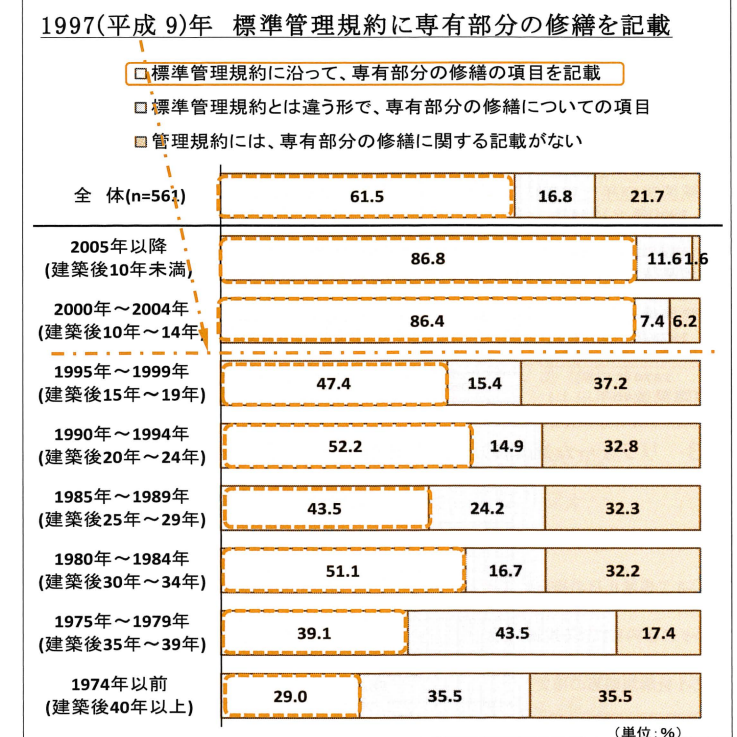 1997(平成 9)年 標準管理規約に専有部分の修繕を記載
標準管理規約に沿って、専有部分の修繕の項目を記載
標準管理規約とは違う形で、専有部分の修繕についての項目
管理規約には、専有部分の修繕に関する記載がない
全 体(n=561)
61.5 16.8 21.7
2005年以降
(建築後10年未満)
86.8 11.6 1.6
2000年～2004年
(建築後10年～14年)
86.4 7.4 6.2
1995年～1999年
(建築後15年～19年)
47.4 15.4 37.2
1990年～1994年
(建築後20年～24年)
52.2 14.9 32.8
1985年～1989年
(建築後25年～29年)
43.5 24.2 32.3
1980年～1984年
(建築後30年～34年)
51.1 16.7 32.2
1975年～1979年
(建築後35年～39年)
39.1 43.5 17.4
1974年以前
(建築後40年以上)
29.0 35.5 35.5
(単位:%)